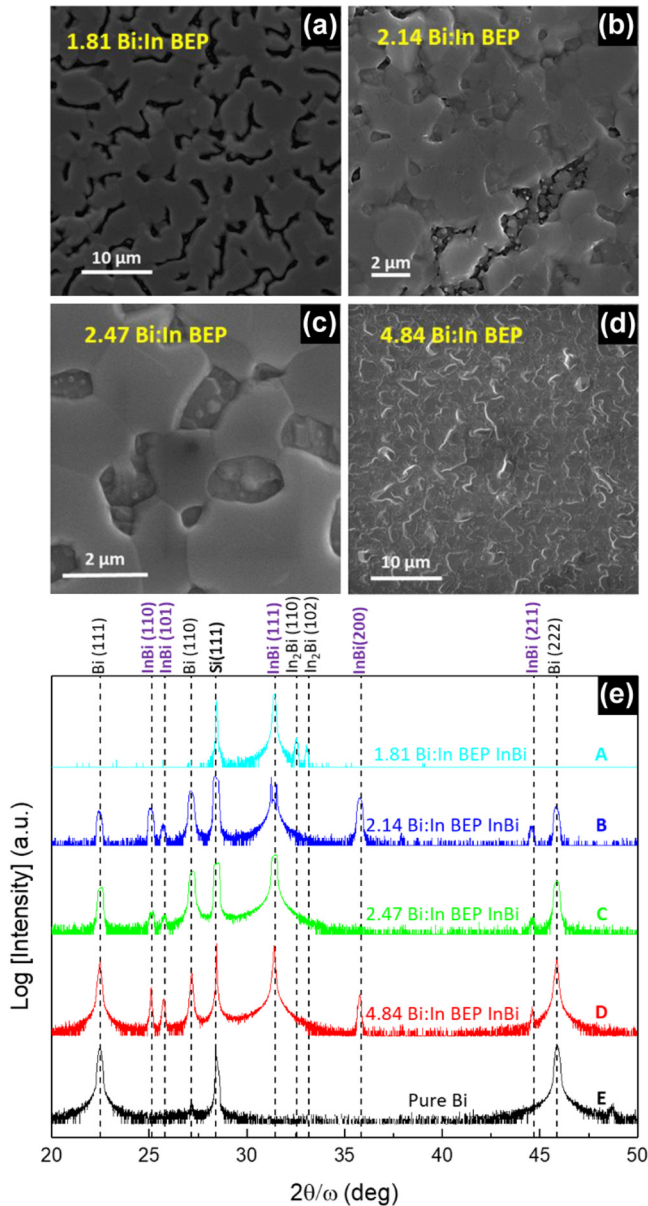 (a)
1.81 Bi:In BEP
10 μm
(b)
2.14 Bi:In BEP
2 μm
(c)
2.47 Bi:In BEP
2 μm
(d)
4.84 Bi:In BEP
10 μm
Bi (111)
InBi (110)
InBi (101)
Bi (110)
Si(111)
InBi (111)
In₂Bi (110)
In₂Bi (102)
InBi(200)
InBi (211)
Bi (222)
(e)
1.81 Bi:In BEP InBi A
2.14 Bi:In BEP InBi B
2.47 Bi:In BEP InBi C
4.84 Bi:In BEP InBi D
Pure Bi E
Log [Intensity] (a.u.)
20 25 30 35 40 45 50
2θ/ω (deg)